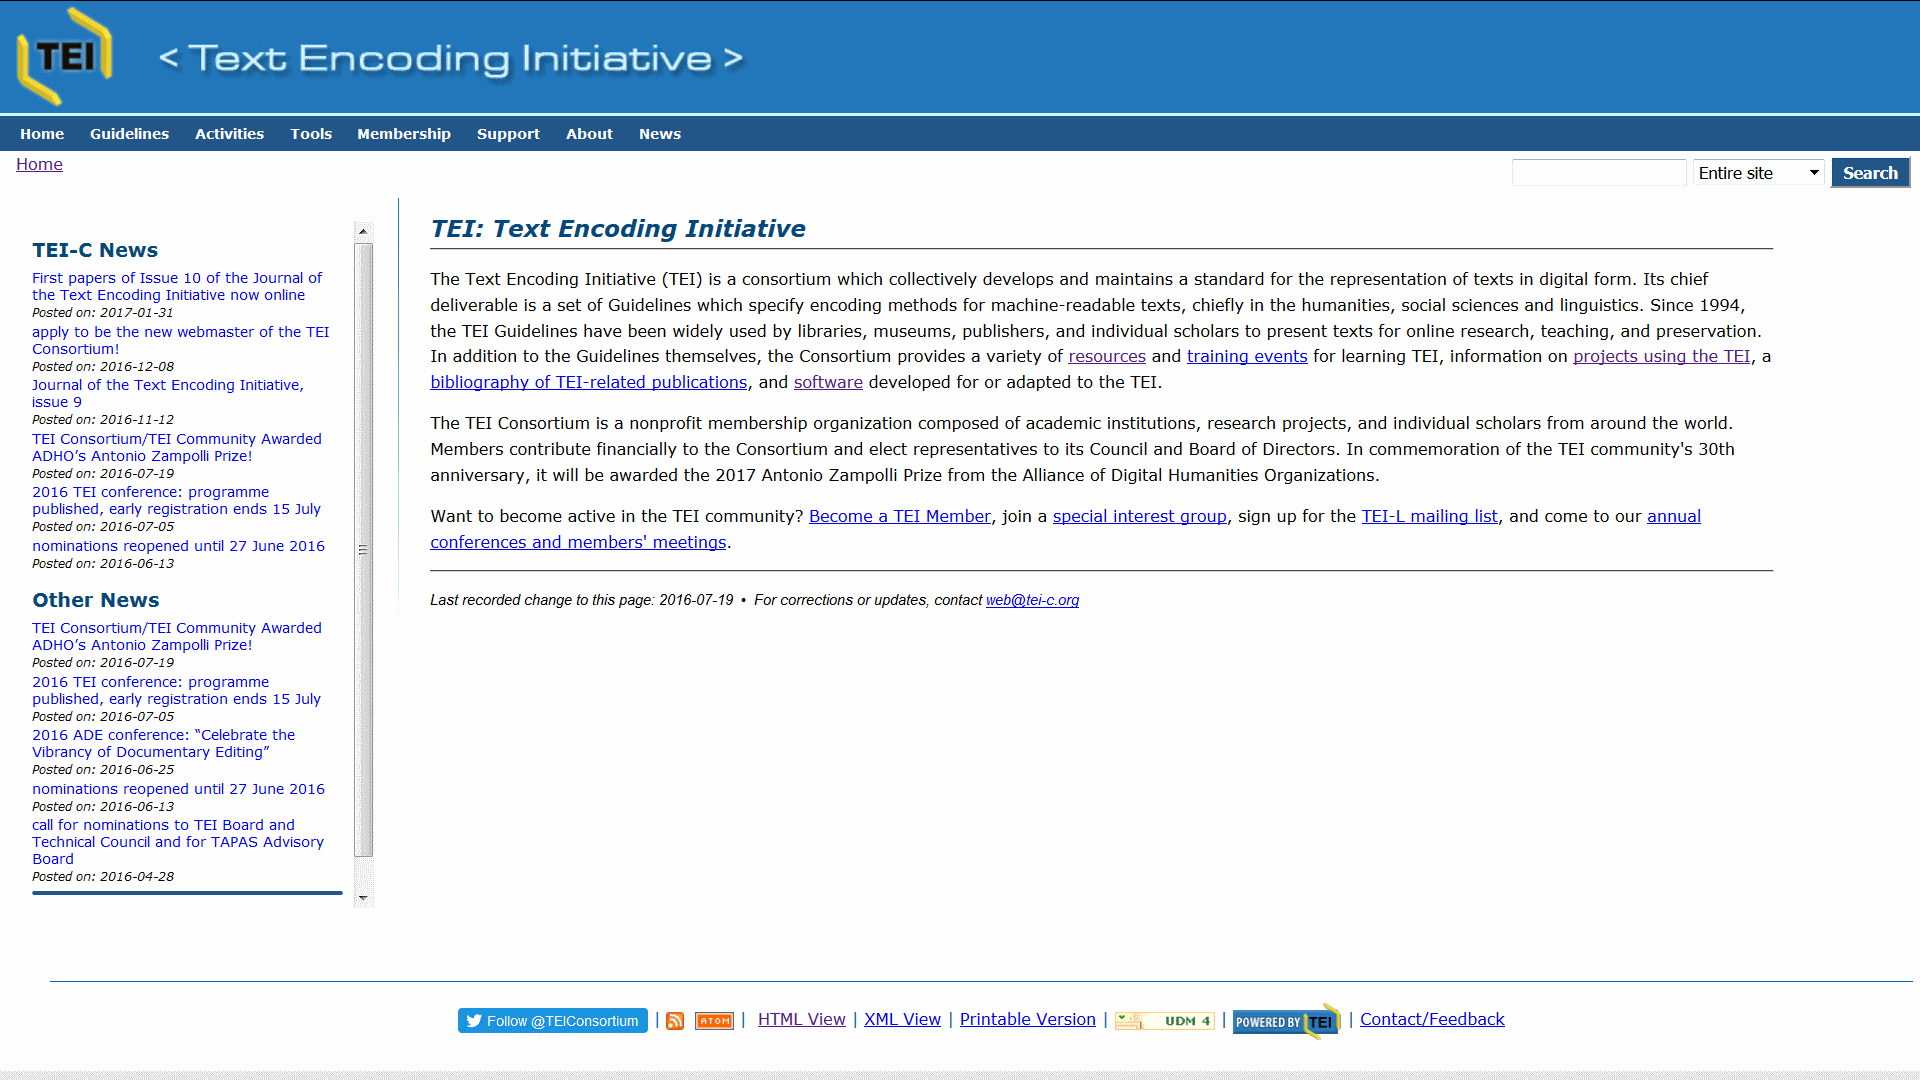 TEI
< Text Encoding Initiative >
Home Guidelines Activities Tools Membership Support About News
Home
Entire site
Search
TEI-C News
First papers of Issue 10 of the Journal of
the Text Encoding Initiative now online
Posted on: 2017-01-31
apply to be the new webmaster of the TEI
Consortium!
Posted on: 2016-12-08
Journal of the Text Encoding Initiative,
issue 9
Posted on: 2016-11-12
TEI Consortium/TEI Community Awarded
ADHO’s Antonio Zampolli Prize!
Posted on: 2016-07-19
2016 TEI conference: programme
published, early registration ends 15 July
Posted on: 2016-07-05
nominations reopened until 27 June 2016
Posted on: 2016-06-13
Other News
TEI Consortium/TEI Community Awarded
ADHO’s Antonio Zampolli Prize!
Posted on: 2016-07-19
2016 TEI conference: programme
published, early registration ends 15 July
Posted on: 2016-07-05
2016 ADE conference: “Celebrate the
Vibrancy of Documentary Editing”
Posted on: 2016-06-25
nominations reopened until 27 June 2016
Posted on: 2016-06-13
call for nominations to TEI Board and
Technical Council and for TAPAS Advisory
Board
Posted on: 2016-04-28
TEI: Text Encoding Initiative
The Text Encoding Initiative (TEI) is a consortium which collectively develops and maintains a standard for the representation of texts in digital form. Its chief
deliverable is a set of Guidelines which specify encoding methods for machine-readable texts, chiefly in the humanities, social sciences and linguistics. Since 1994,
the TEI Guidelines have been widely used by libraries, museums, publishers, and individual scholars to present texts for online research, teaching, and preservation.
In addition to the Guidelines themselves, the Consortium provides a variety of resources and training events for learning TEI, information on projects using the TEI, a
bibliography of TEI-related publications, and software developed for or adapted to the TEI.
The TEI Consortium is a nonprofit membership organization composed of academic institutions, research projects, and individual scholars from around the world.
Members contribute financially to the Consortium and elect representatives to its Council and Board of Directors. In commemoration of the TEI community's 30th
anniversary, it will be awarded the 2017 Antonio Zampolli Prize from the Alliance of Digital Humanities Organizations.
Want to become active in the TEI community? Become a TEI Member, join a special interest group, sign up for the TEI-L mailing list, and come to our annual
conferences and members' meetings.
Last recorded change to this page: 2016-07-19 • For corrections or updates, contact web@tei-c.org
Follow @TEIConsortium | ATOM | HTML View | XML View | Printable Version | UDM 4 | POWERED BY TEI | Contact/Feedback